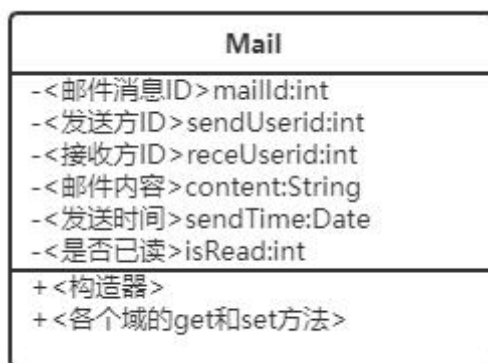 Mail
-<邮件消息ID>mailId:int
-<发送方ID>sendUserid:int
-<接收方ID>receUserid:int
-<邮件内容>content:String
-<发送时间>sendTime:Date
-<是否已读>isRead:int
+<构造器>
+<各个域的get和set方法>